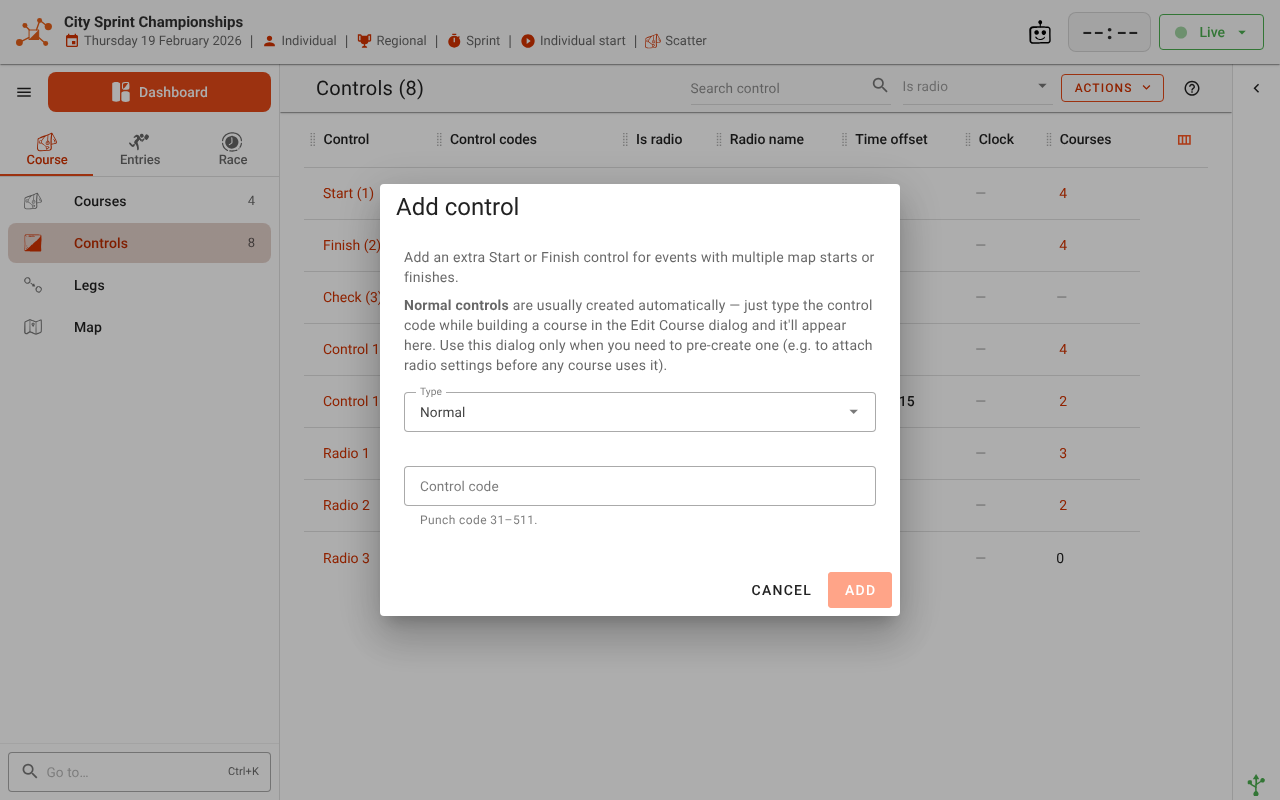 City Sprint Championships
Thursday 19 February 2026 | Individual | Regional | Sprint | Individual start | Scatter
--:--
Live
Dashboard
Controls (8)
Search control
Is radio
ACTIONS
Course
Entries
Race
Control
Control codes
Is radio
Radio name
Time offset
Clock
Courses
Courses 4
Controls 8
Legs
Map
Start (1) — 4
Finish (2) — 4
Check (3) — —
Control 1 — 4
Control 1 15 — 2
Radio 1 — 3
Radio 2 — 2
Radio 3 — 0
Add control
Add an extra Start or Finish control for events with multiple map starts or
finishes.
Normal controls are usually created automatically — just type the control
code while building a course in the Edit Course dialog and it'll appear
here. Use this dialog only when you need to pre-create one (e.g. to attach
radio settings before any course uses it).
Type
Normal
Control code
Punch code 31–511.
CANCEL
ADD
Go to...
Ctrl+K